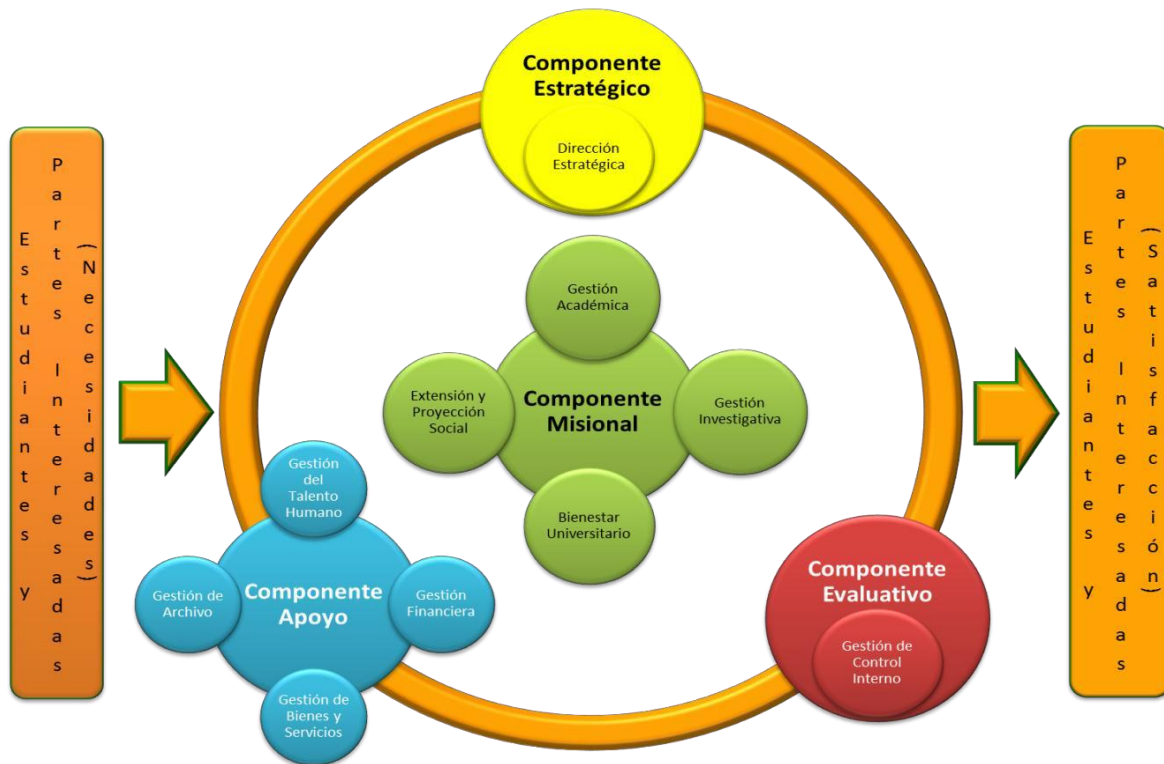 Estudiantes y
Partes Interesadas
(Necesidades)
Componente
Estratégico
Dirección
Estratégica
Gestión
Académica
Extensión y
Proyección
Social
Componente
Misional
Gestión
Investigativa
Bienestar
Universitario
Gestión
del
Talento
Humano
Gestión de
Archivo
Componente
Apoyo
Gestión
Financiera
Gestión de
Bienes y
Servicios
Componente
Evaluativo
Gestión de
Control
Interno
Estudiantes y
Partes Interesadas
(Satisfacción)